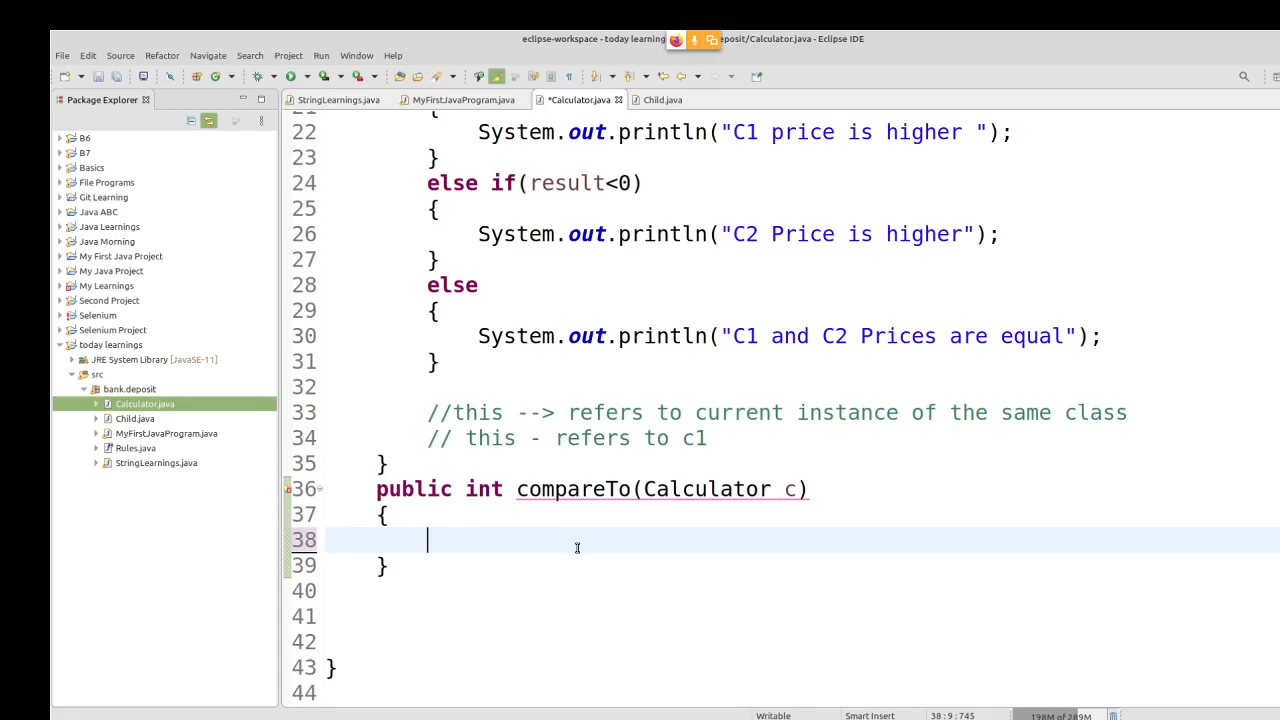 eclipse-workspace - today learning eposit/Calculator.java - Eclipse IDE
File Edit Source Refactor Navigate Search Project Run Window Help
Package Explorer
StringLearnings.java MyFirstJavaProgram.java *Calculator.java Child.java
B6
B7
Basics
File Programs
Git Learning
Java ABC
Java Learnings
Java Morning
My First Java Project
My Java Project
My Learnings
Second Project
Selenium
Selenium Project
today learnings
JRE System Library [JavaSE-11]
src
bank.deposit
Calculator.java
Child.java
MyFirstJavaProgram.java
Rules.java
StringLearnings.java
21 {
22 System.out.println("C1 price is higher ");
23 }
24 else if(result<0)
25 {
26 System.out.println("C2 Price is higher");
27 }
28 else
29 {
30 System.out.println("C1 and C2 Prices are equal");
31 }
32
33 //this --> refers to current instance of the same class
34 // this - refers to c1
35 }
36 public int compareTo(Calculator c)
37 {
38
39 }
40
41
42
43 }
44
Writable Smart Insert 38:9:745 198M of 289M